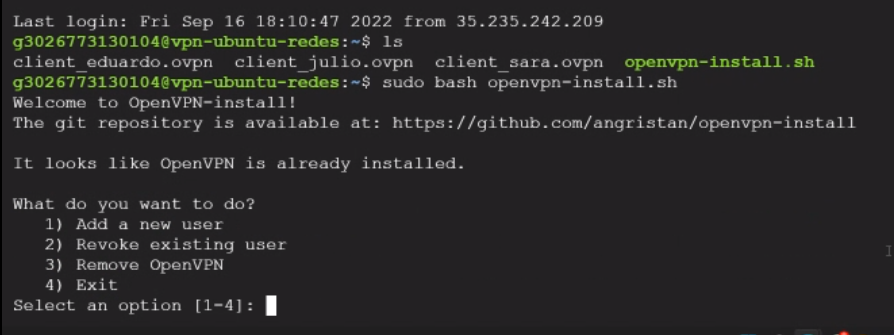 Last login: Fri Sep 16 18:10:47 2022 from 35.235.242.209
g3026773130104@vpn-ubuntu-redes:~$ ls
client_eduardo.ovpn  client_julio.ovpn  client_sara.ovpn  openvpn-install.sh
g3026773130104@vpn-ubuntu-redes:~$ sudo bash openvpn-install.sh
Welcome to OpenVPN-install!
The git repository is available at: https://github.com/angristan/openvpn-install
It looks like OpenVPN is already installed.
What do you want to do?
1) Add a new user
2) Revoke existing user
3) Remove OpenVPN
4) Exit
Select an option [1-4]: